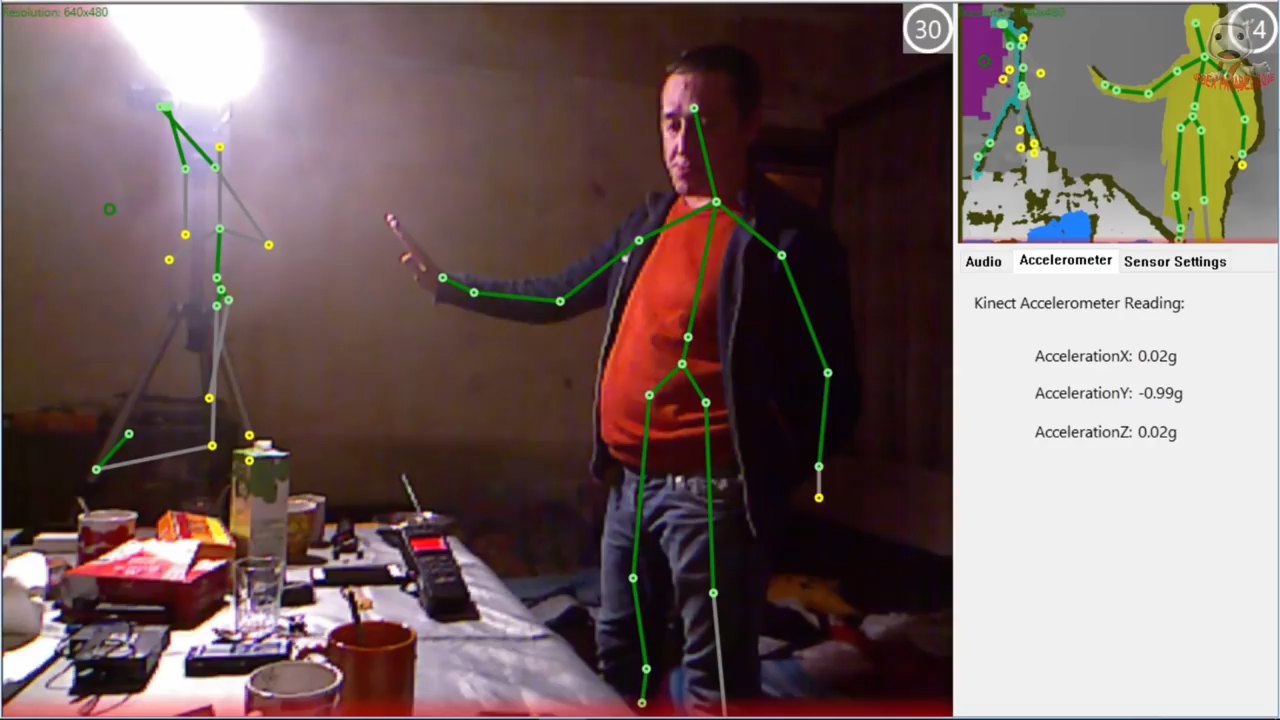 Resolution: 640x480
30
14
Audio
Accelerometer
Sensor Settings
Kinect Accelerometer Reading:
AccelerationX: 0.02g
AccelerationY: -0.99g
AccelerationZ: 0.02g